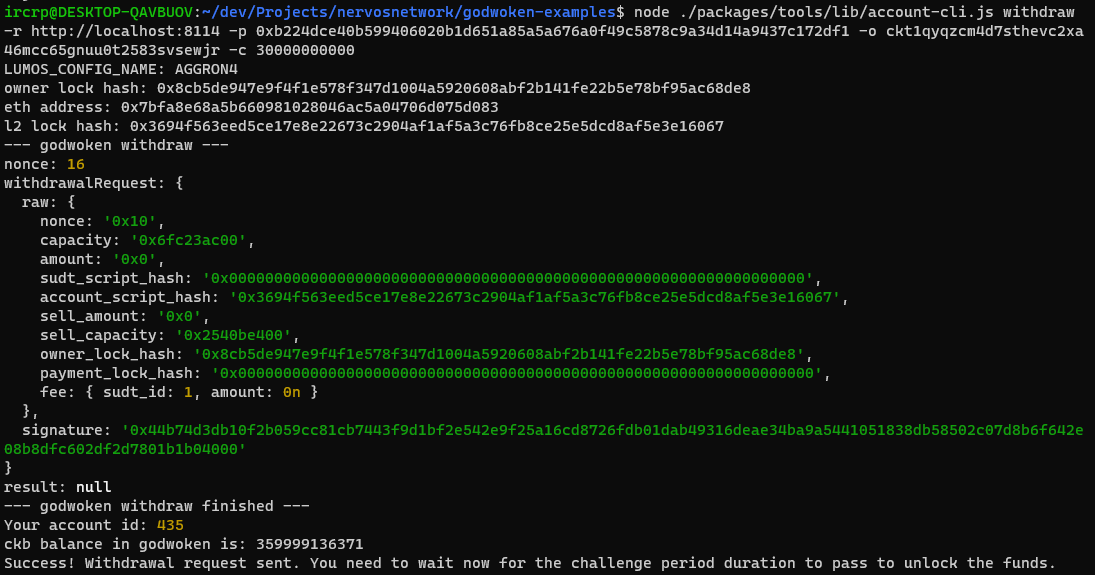 ircrp@DESKTOP-QAVBUOV:~/dev/Projects/nervosnetwork/godwoken-examples$ node ./packages/tools/lib/account-cli.js withdraw
-r http://localhost:8114 -p 0xb224dce40b599406020b1d651a85a5a676a0f49c5878c9a34d14a9437c172df1 -o ckt1qyqzcm4d7sthevc2xa
46mcc65gnuu0t2583svsewjr -c 30000000000
LUMOS_CONFIG_NAME: AGGRON4
owner lock hash: 0x8cb5de947e9f4f1e578f347d1004a5920608abf2b141fe22b5e78bf95ac68de8
eth address: 0x7bfa8e68a5b660981028046ac5a04706d075d083
l2 lock hash: 0x3694f563eed5ce17e8e22673c2904af1af5a3c76fb8ce25e5dcd8af5e3e16067
--- godwoken withdraw ---
nonce: 16
withdrawalRequest: {
  raw: {
    nonce: '0x10',
    capacity: '0x6fc23ac00',
    amount: '0x0',
    sudt_script_hash: '0x0000000000000000000000000000000000000000000000000000000000000000',
    account_script_hash: '0x3694f563eed5ce17e8e22673c2904af1af5a3c76fb8ce25e5dcd8af5e3e16067',
    sell_amount: '0x0',
    sell_capacity: '0x2540be400',
    owner_lock_hash: '0x8cb5de947e9f4f1e578f347d1004a5920608abf2b141fe22b5e78bf95ac68de8',
    payment_lock_hash: '0x0000000000000000000000000000000000000000000000000000000000000000',
    fee: { sudt_id: 1, amount: 0n }
  },
  signature: '0x44b74d3db10f2b059cc81cb7443f9d1bf2e542e9f25a16cd8726fdb01dab49316deae34ba9a5441051838db58502c07d8b6f642e
08b8dfc602df2d7801b1b04000'
}
result: null
--- godwoken withdraw finished ---
Your account id: 435
ckb balance in godwoken is: 359999136371
Success! Withdrawal request sent. You need to wait now for the challenge period duration to pass to unlock the funds.